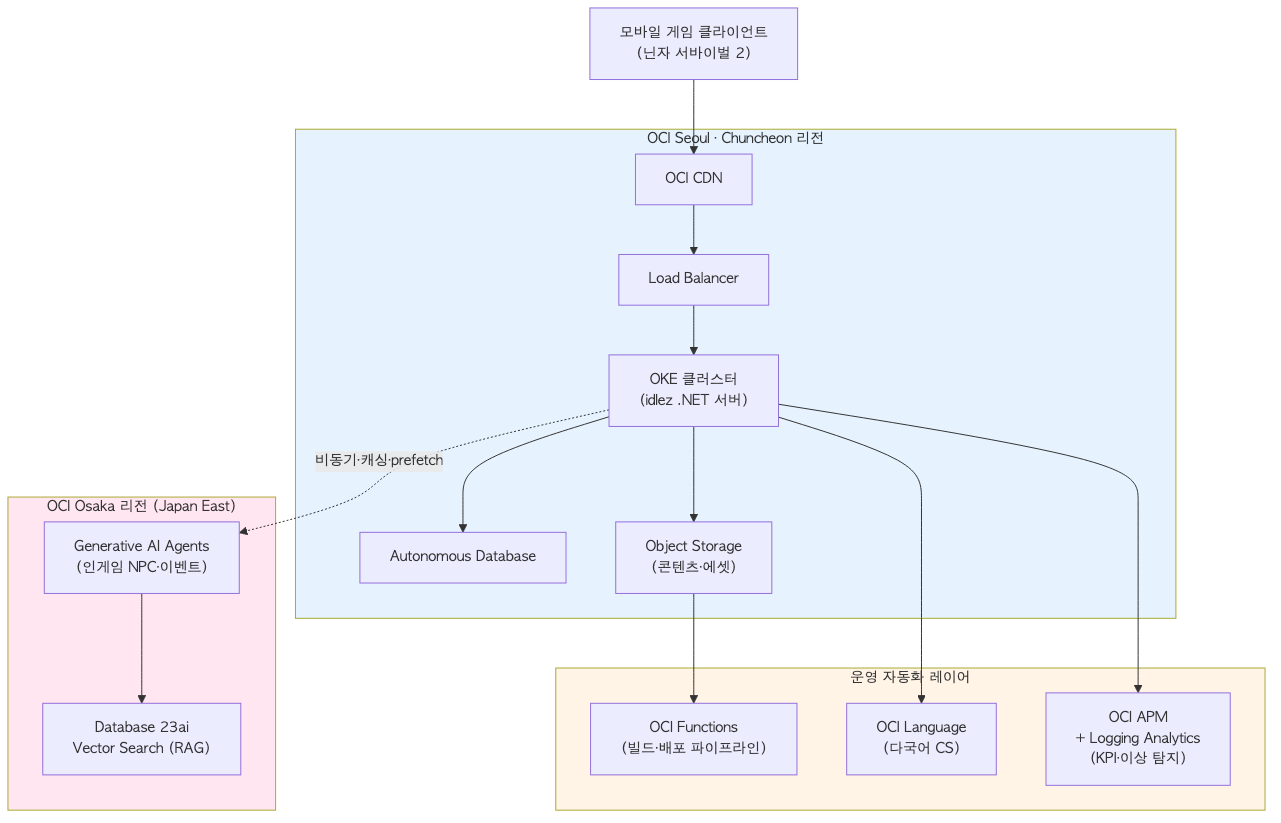 모바일 게임 클라이언트
(닌자 서바이벌 2)
OCI Seoul · Chuncheon 리전
OCI CDN
Load Balancer
OKE 클러스터
(idlez .NET 서버)
비동기·캐싱·prefetch
OCI Osaka 리전 (Japan East)
Generative AI Agents
(인게임 NPC·이벤트)
Autonomous Database
Object Storage
(콘텐츠·에셋)
운영 자동화 레이어
Database 23ai
Vector Search (RAG)
OCI Functions
(빌드·배포 파이프라인)
OCI Language
(다국어 CS)
OCI APM
+ Logging Analytics
(KPI·이상 탐지)